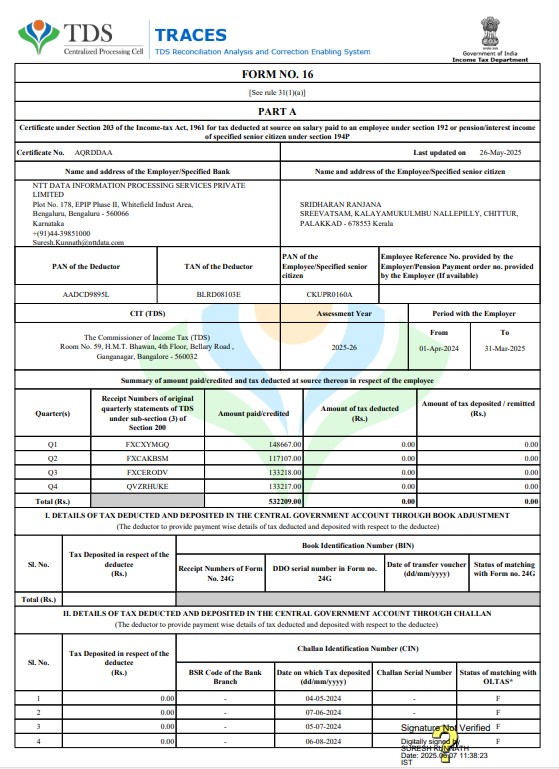 TDS
Centralized Processing Cell
TRACES
TDS Reconciliation Analysis and Correction Enabling System
Government of India
Income Tax Department
FORM NO. 16
[See rule 31(1)(a)]
PART A
Certificate under Section 203 of the Income-tax Act, 1961 for tax deducted at source on salary paid to an employee under section 192 or pension/interest income
of specified senior citizen under section 194P
Certificate No. AQRDDAA Last updated on 26-May-2025
Name and address of the Employer/Specified Bank
Name and address of the Employee/Specified senior citizen
NTT DATA INFORMATION PROCESSING SERVICES PRIVATE
LIMITED
Plot No. 178, EPIP Phase II, Whitefield Indust Area,
Bengaluru, Bengaluru - 560066
Karnataka
+(91)44-39851000
Suresh.Kunnath@nttdata.com
SRIDHARAN RANJANA
SREEVATSAM, KALAYAMUKULMBU NALLEPILLY, CHITTUR,
PALAKKAD - 678553 Kerala
PAN of the Deductor
TAN of the Deductor
PAN of the
Employee/Specified senior
citizen
Employee Reference No. provided by the
Employer/Pension Payment order no. provided
by the Employer (If available)
AADCD9895L BLRD08103E CKUPR0160A
CIT (TDS) Assessment Year Period with the Employer
The Commissioner of Income Tax (TDS)
Room No. 59, H.M.T. Bhawan, 4th Floor, Bellary Road ,
Ganganagar, Bangalore - 560032
2025-26
From To
01-Apr-2024 31-Mar-2025
Summary of amount paid/credited and tax deducted at source thereon in respect of the employee
Quarter(s)
Receipt Numbers of original
quarterly statements of TDS
under sub-section (3) of
Section 200
Amount paid/credited
Amount of tax deducted
(Rs.)
Amount of tax deposited / remitted
(Rs.)
Q1 FXCXYMGQ 148667.00 0.00 0.00
Q2 FXCAKBSM 117107.00 0.00 0.00
Q3 FXCERODV 133218.00 0.00 0.00
Q4 QVZRHUKE 133217.00 0.00 0.00
Total (Rs.) 532209.00 0.00 0.00
I. DETAILS OF TAX DEDUCTED AND DEPOSITED IN THE CENTRAL GOVERNMENT ACCOUNT THROUGH BOOK ADJUSTMENT
(The deductor to provide payment wise details of tax deducted and deposited with respect to the deductee)
Sl. No.
Tax Deposited in respect of the
deductee
(Rs.)
Book Identification Number (BIN)
Receipt Numbers of Form
No. 24G
DDO serial number in Form no.
24G
Date of transfer voucher
(dd/mm/yyyy)
Status of matching
with Form no. 24G
Total (Rs.)
II. DETAILS OF TAX DEDUCTED AND DEPOSITED IN THE CENTRAL GOVERNMENT ACCOUNT THROUGH CHALLAN
(The deductor to provide payment wise details of tax deducted and deposited with respect to the deductee)
Sl. No.
Tax Deposited in respect of the
deductee
(Rs.)
Challan Identification Number (CIN)
BSR Code of the Bank
Branch
Date on which Tax deposited
(dd/mm/yyyy)
Challan Serial Number
Status of matching with
OLTAS*
1 0.00 - 04-05-2024 - F
2 0.00 - 07-06-2024 - F
3 0.00 - 05-07-2024 - F
4 0.00 - 06-08-2024 - F
Signature Not Verified
Digitally signed by
SURESH KUNNATH
Date: 2025.06.07 11:38:23
IST